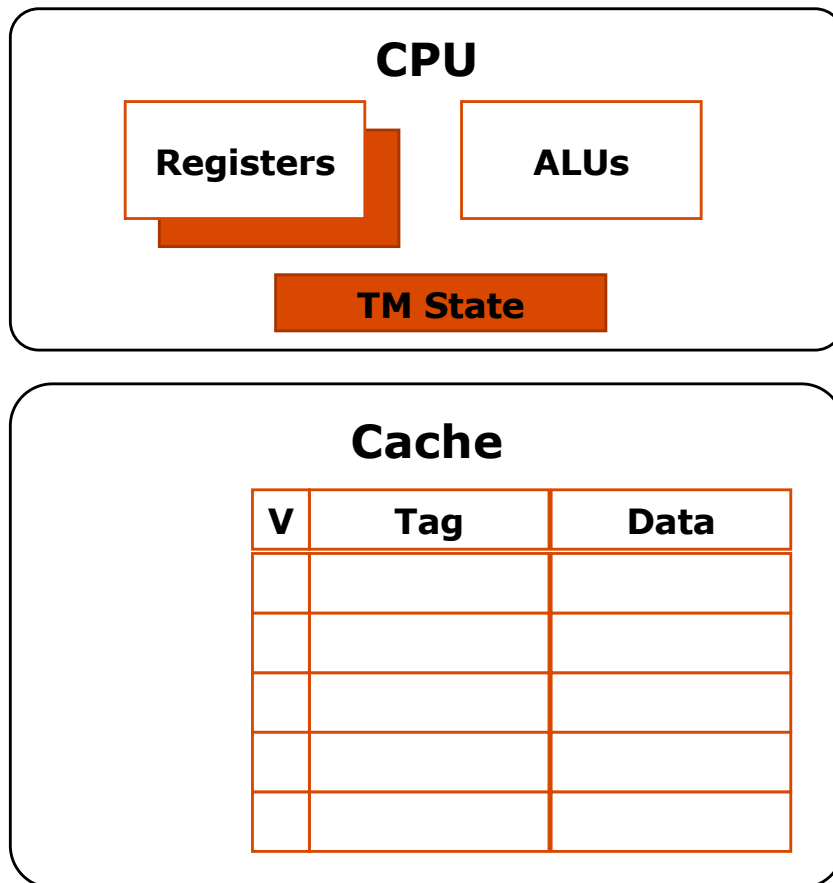 CPU
Registers
ALUs
TM State
Cache
V Tag Data